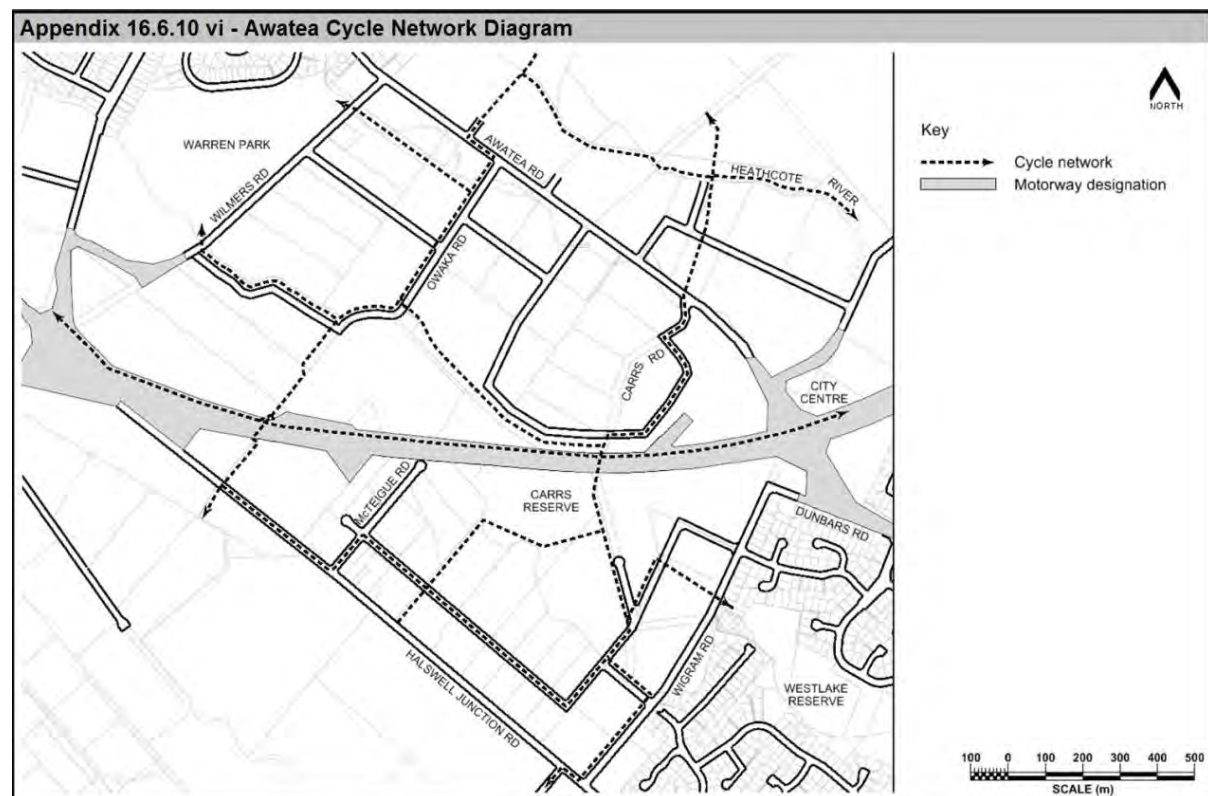 Appendix 16.6.10 vi - Awatea Cycle Network Diagram
NORTH
Key
Cycle network
Motorway designation
WARREN PARK
WILMERS RD
AWATEA RD
HEATHCOTE
RIVER
OWAKA RD
CARRS RD
CITY
CENTRE
McTEIGUE RD
CARRS
RESERVE
DUNBARS RD
HALSWELL JUNCTION RD
WIGRAM RD
WESTLAKE
RESERVE
100 0 100 200 300 400 500
SCALE (m)